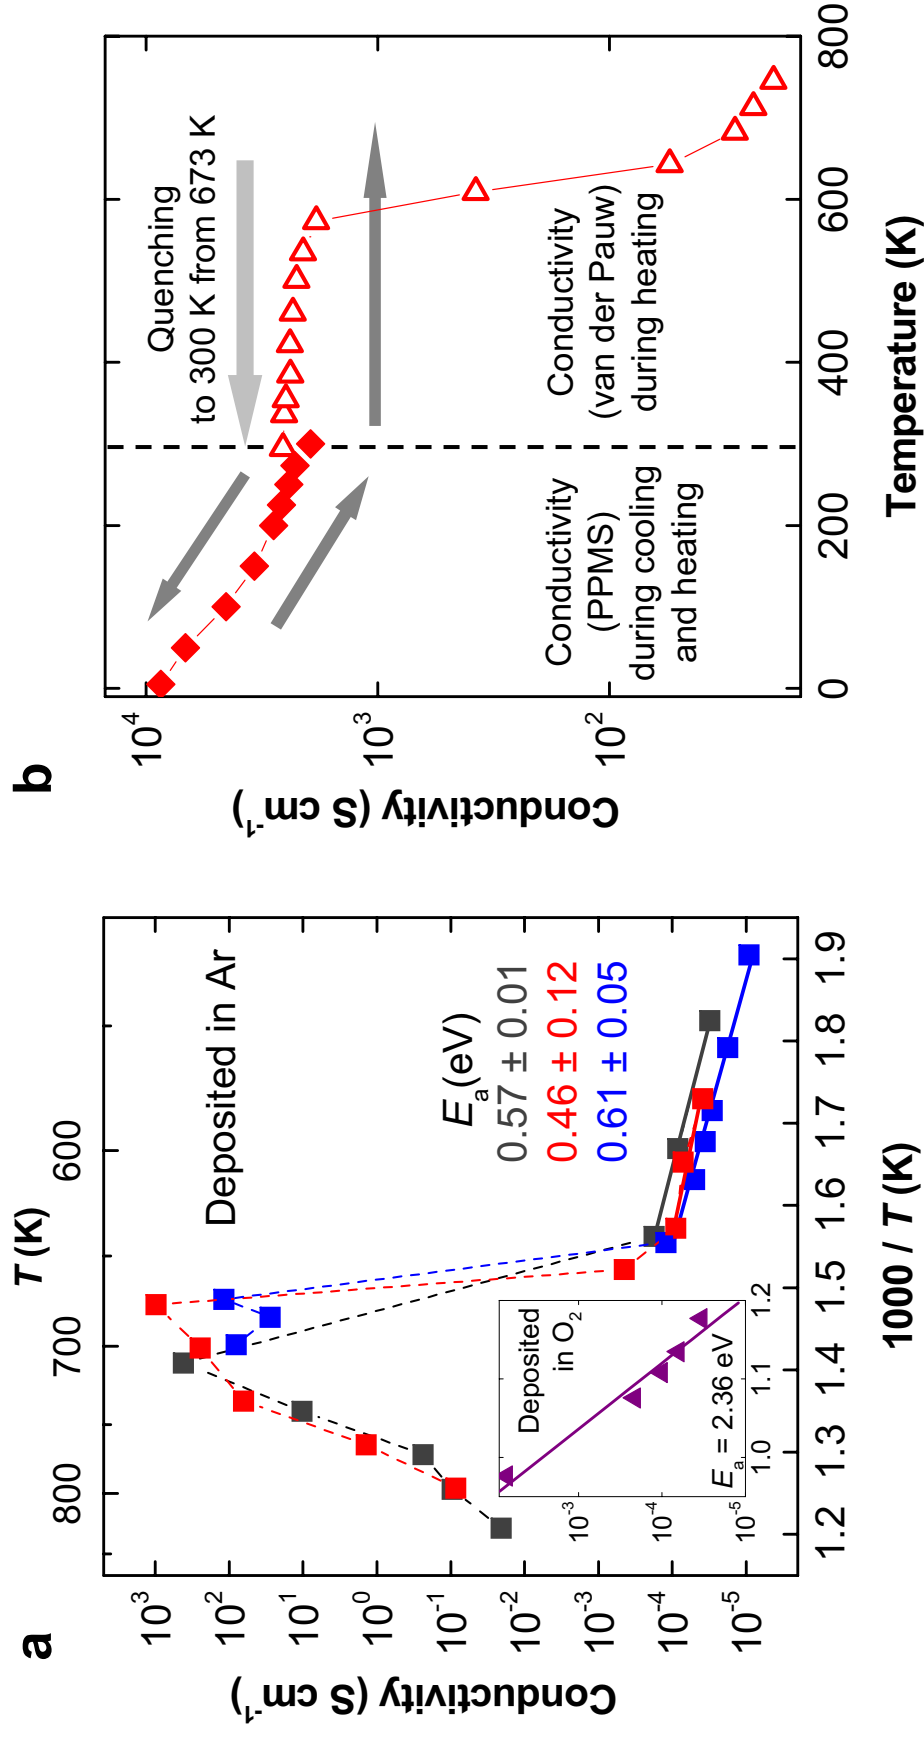 a
T (K)
800
700
600
10³
10²
10¹
10⁰
10⁻¹
10⁻²
10⁻³
10⁻⁴
10⁻⁵
Conductivity (S cm⁻¹)
Deposited in Ar
Eₐ(eV)
0.57 ± 0.01
0.46 ± 0.12
0.61 ± 0.05
Deposited
in O₂
10⁻³
10⁻⁴
10⁻⁵
Eₐ = 2.36 eV
1.0
1.1
1.2
1.2
1.3
1.4
1.5
1.6
1.7
1.8
1.9
1000 / T (K)
b
10⁴
10³
10²
Conductivity (S cm⁻¹)
Quenching
to 300 K from 673 K
Conductivity
(PPMS)
during cooling
and heating
Conductivity
(van der Pauw)
during heating
0
200
400
600
800
Temperature (K)